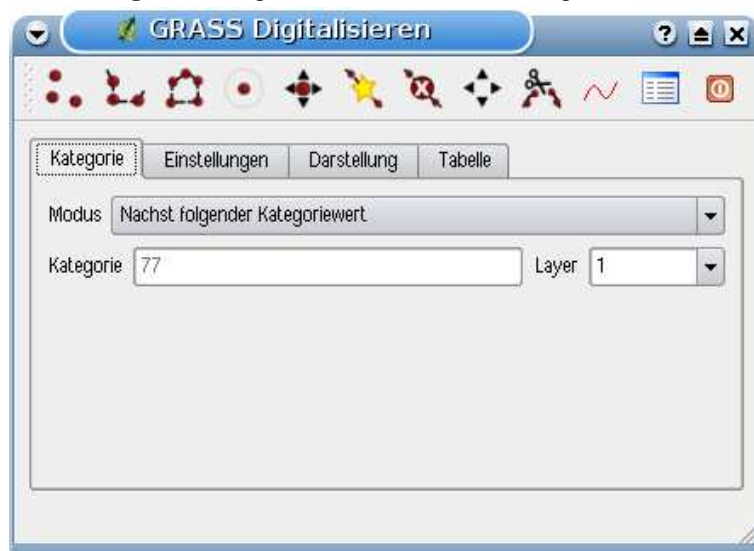 GRASS Digitalisieren
Kategorie Einstellungen Darstellung Tabelle
Modus Nachst folgender Kategoriewert
Kategorie 77 Layer 1